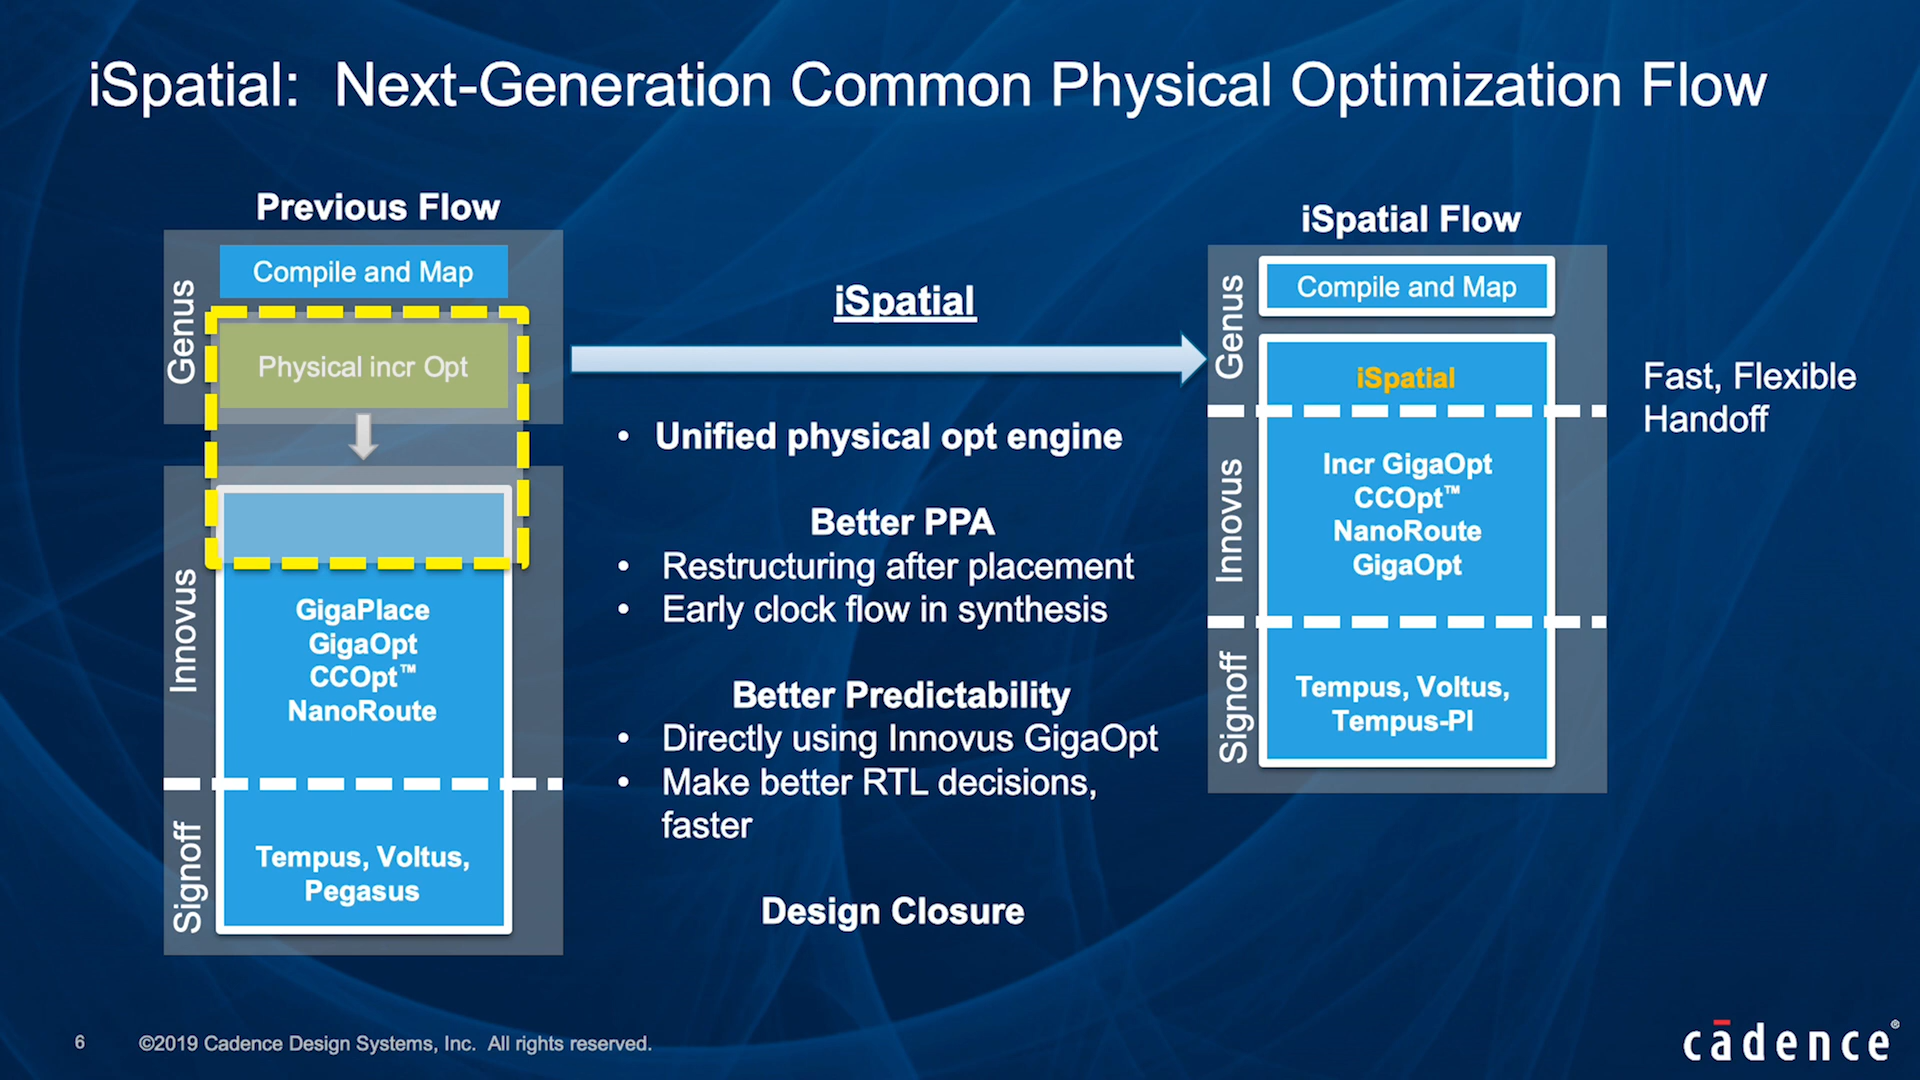 iSpatial: Next-Generation Common Physical Optimization Flow
Previous Flow
Genus
Compile and Map
Physical incr Opt
Innovus
GigaPlace
GigaOpt
CCOpt™
NanoRoute
Signoff
Tempus, Voltus,
Pegasus
iSpatial
• Unified physical opt engine
Better PPA
• Restructuring after placement
• Early clock flow in synthesis
Better Predictability
• Directly using Innovus GigaOpt
• Make better RTL decisions,
faster
Design Closure
iSpatial Flow
Genus
Compile and Map
iSpatial
Innovus
Incr GigaOpt
CCOpt™
NanoRoute
GigaOpt
Signoff
Tempus, Voltus,
Tempus-PI
Fast, Flexible
Handoff
6
©2019 Cadence Design Systems, Inc. All rights reserved.
cādence®